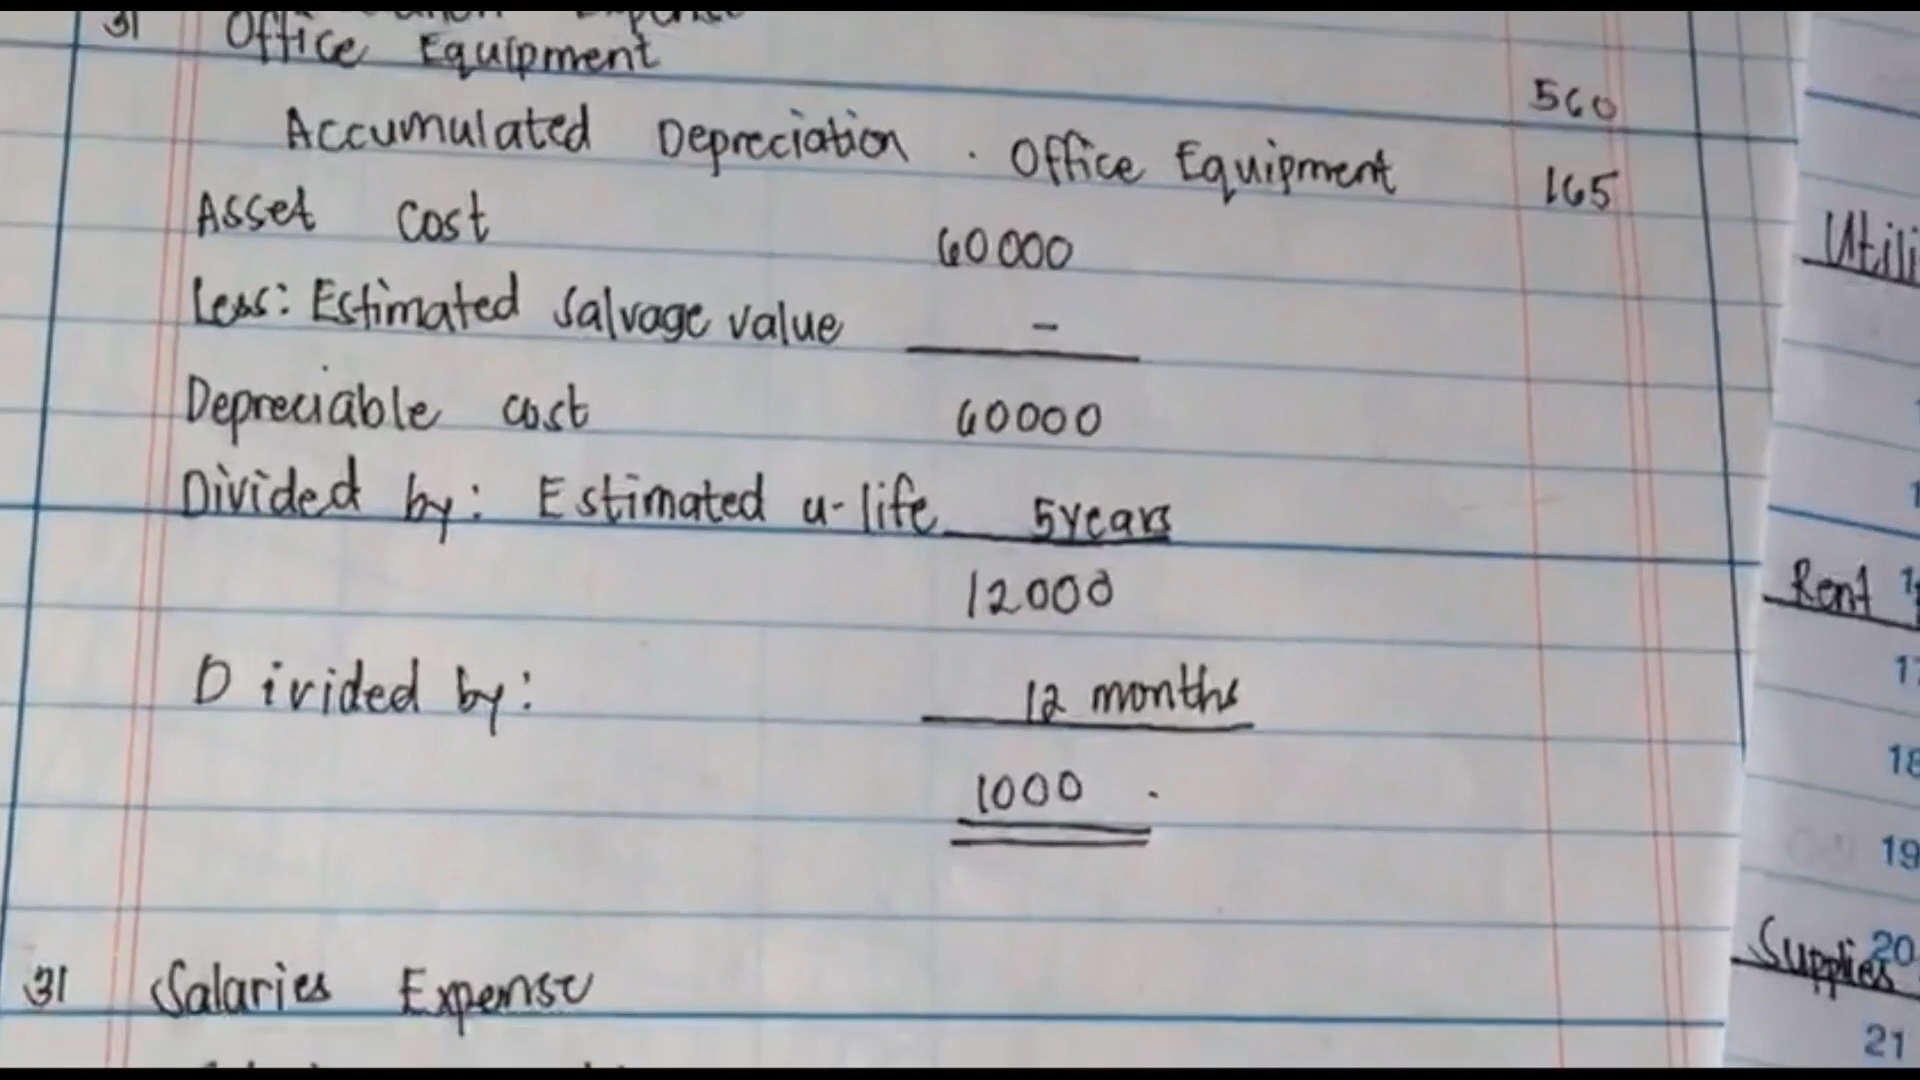 31 Office Equipment
560
Accumulated Depreciation . Office Equipment 165
Asset cost 60000
Less: Estimated Salvage value -
Depreciable cost 60000
Divided by: Estimated u-life 5years
12000
Divided by: 12 months
1000 .
31 Salaries Expense
Utili
Rent
17
18
19
20
Supplies
21